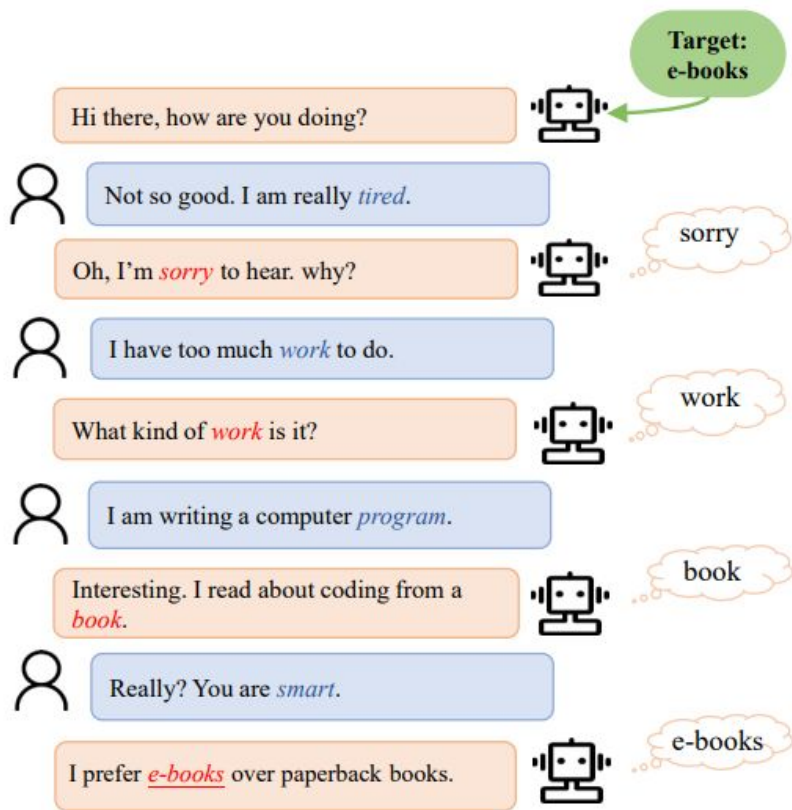 Target:
e-books
Hi there, how are you doing?
Not so good. I am really tired.
sorry
Oh, I’m sorry to hear. why?
I have too much work to do.
work
What kind of work is it?
I am writing a computer program.
book
Interesting. I read about coding from a
book.
Really? You are smart.
e-books
I prefer e-books over paperback books.